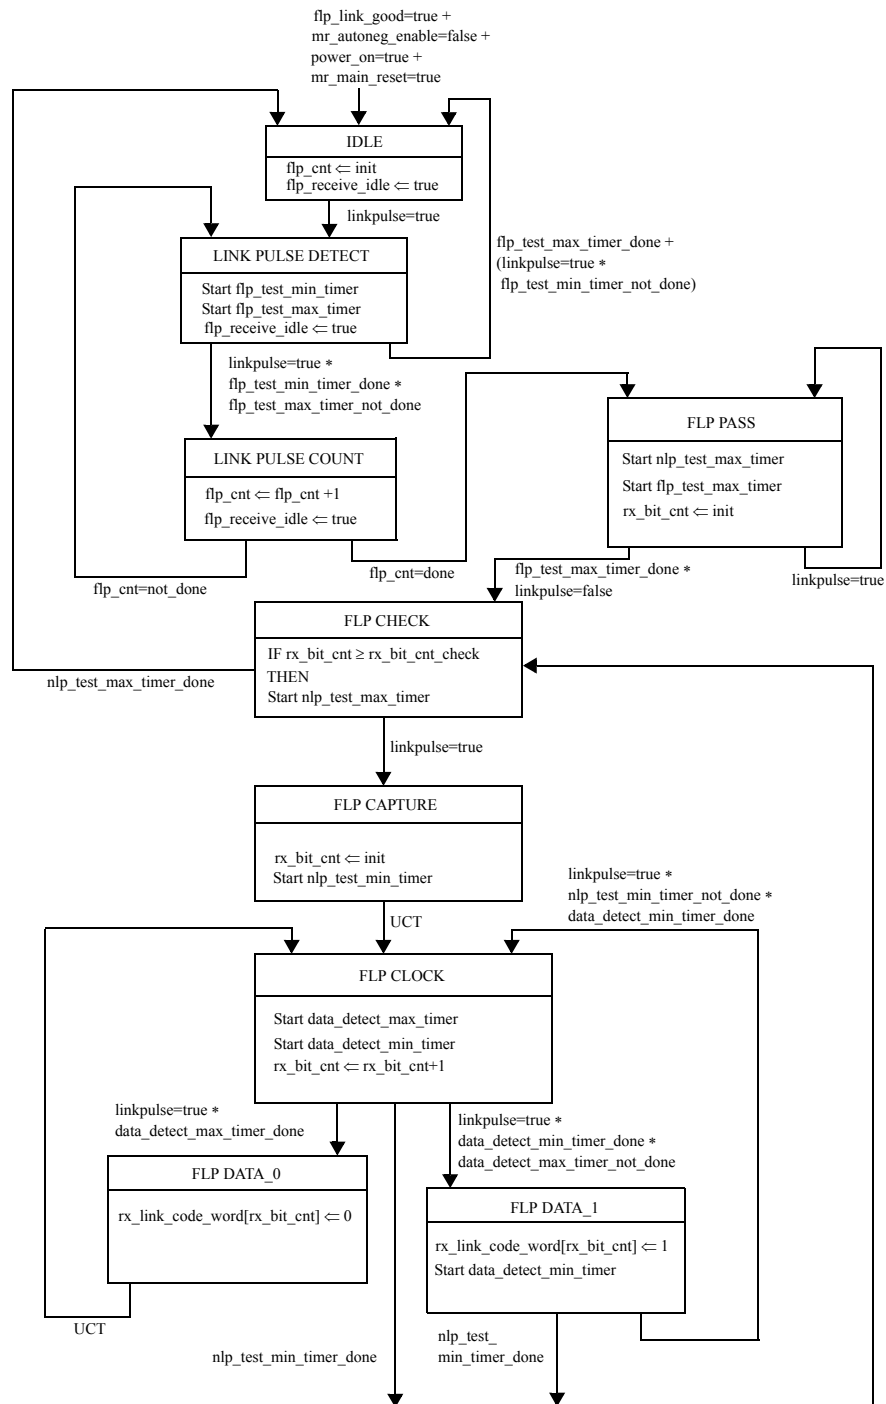 flp_link_good=true +
mr_autoneg_enable=false +
power_on=true +
mr_main_reset=true
IDLE
flp_cnt ⇐ init
flp_receive_idle ⇐ true
linkpulse=true
flp_test_max_timer_done +
(linkpulse=true *
flp_test_min_timer_not_done)
LINK PULSE DETECT
Start flp_test_min_timer
Start flp_test_max_timer
flp_receive_idle ⇐ true
linkpulse=true *
flp_test_min_timer_done *
flp_test_max_timer_not_done
LINK PULSE COUNT
flp_cnt ⇐ flp_cnt +1
flp_receive_idle ⇐ true
FLP PASS
Start nlp_test_max_timer
Start flp_test_max_timer
rx_bit_cnt ⇐ init
flp_cnt=not_done
flp_cnt=done
flp_test_max_timer_done *
linkpulse=false
linkpulse=true
FLP CHECK
IF rx_bit_cnt ≥ rx_bit_cnt_check
THEN
Start nlp_test_max_timer
nlp_test_max_timer_done
linkpulse=true
FLP CAPTURE
rx_bit_cnt ⇐ init
Start nlp_test_min_timer
linkpulse=true *
nlp_test_min_timer_not_done *
data_detect_min_timer_done
UCT
FLP CLOCK
Start data_detect_max_timer
Start data_detect_min_timer
rx_bit_cnt ⇐ rx_bit_cnt+1
linkpulse=true *
data_detect_max_timer_done
linkpulse=true *
data_detect_min_timer_done *
data_detect_max_timer_not_done
FLP DATA_0
rx_link_code_word[rx_bit_cnt] ⇐ 0
FLP DATA_1
rx_link_code_word[rx_bit_cnt] ⇐ 1
Start data_detect_min_timer
UCT
nlp_test_min_timer_done
nlp_test_
min_timer_done